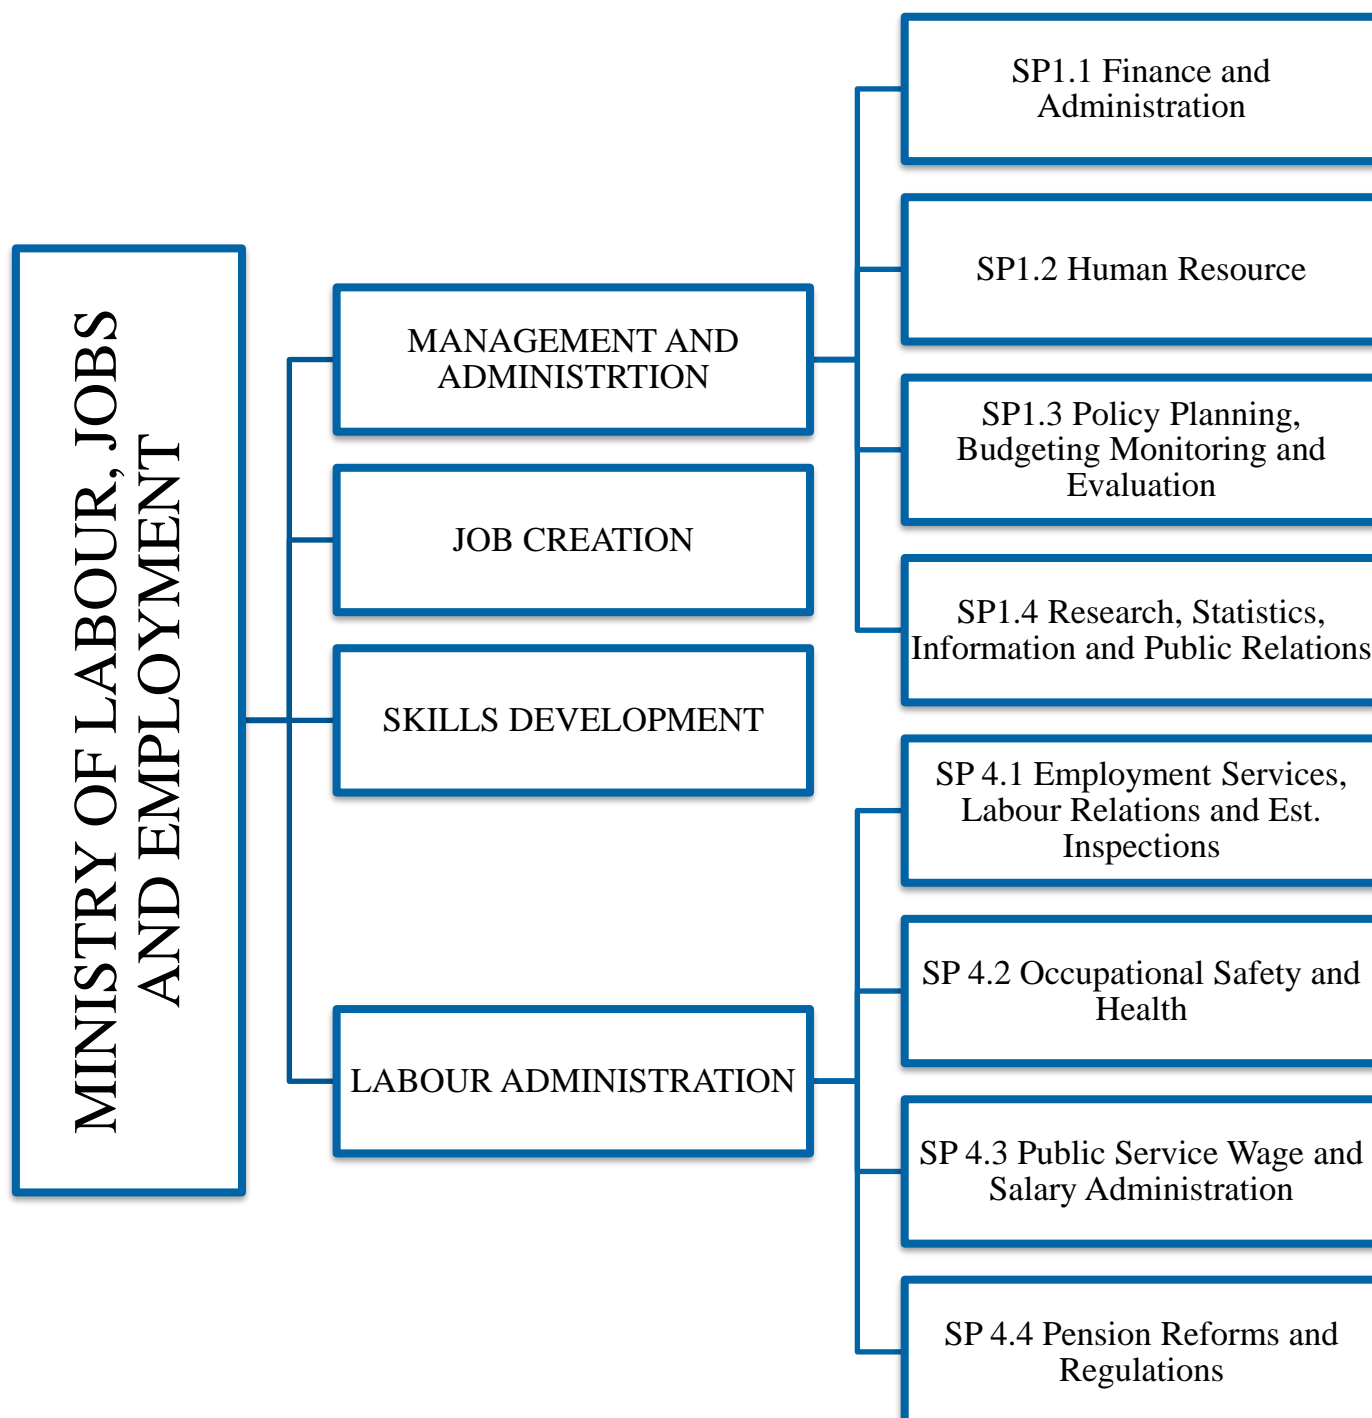 MINISTRY OF LABOUR, JOBS
AND EMPLOYMENT
MANAGEMENT AND
ADMINISTRTION
JOB CREATION
SKILLS DEVELOPMENT
LABOUR ADMINISTRATION
SP1.1 Finance and
Administration
SP1.2 Human Resource
SP1.3 Policy Planning,
Budgeting Monitoring and
Evaluation
SP1.4 Research, Statistics,
Information and Public Relations
SP 4.1 Employment Services,
Labour Relations and Est.
Inspections
SP 4.2 Occupational Safety and
Health
SP 4.3 Public Service Wage and
Salary Administration
SP 4.4 Pension Reforms and
Regulations